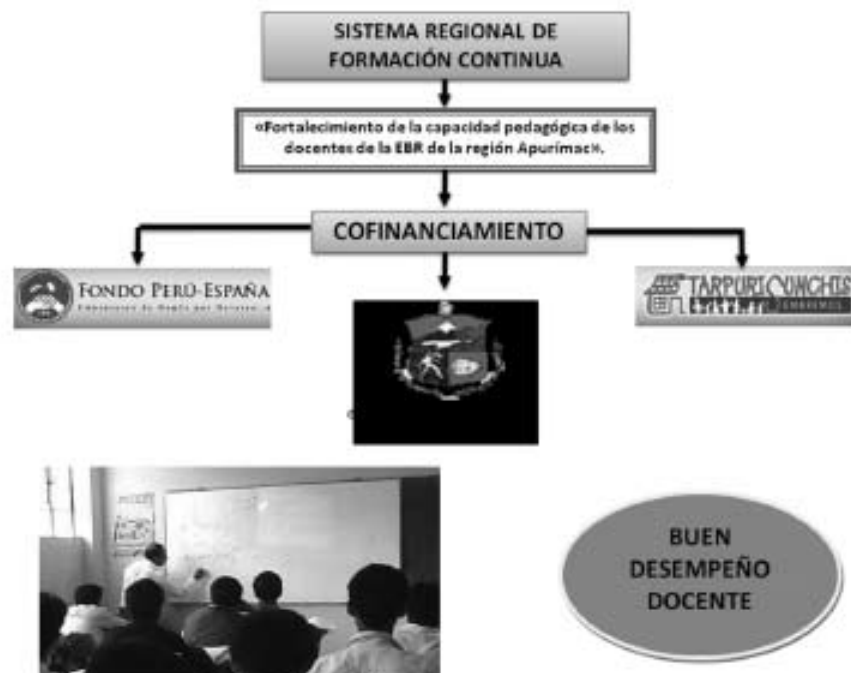 SISTEMA REGIONAL DE
FORMACIÓN CONTINUA
«Fortalecimiento de la capacidad pedagógica de los
docentes de la EBR de la región Apurímac».
COFINANCIAMIENTO
FONDO PERÚ-ESPAÑA
TARPURISUNCHIS
BUEN
DESEMPEÑO
DOCENTE